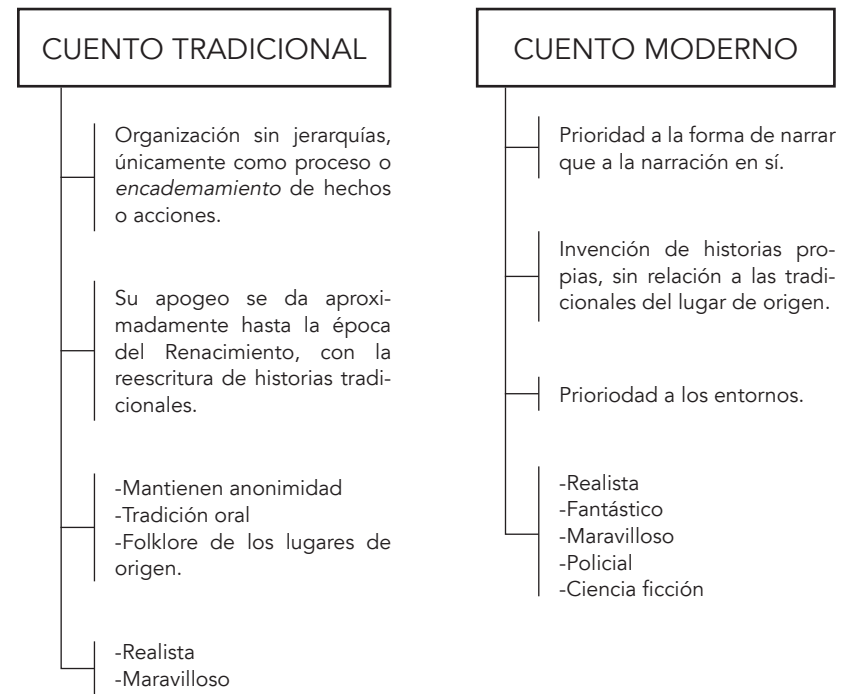 CUENTO TRADICIONAL
Organización sin jerarquías,
únicamente como proceso o
encademamiento de hechos
o acciones.
Su apogeo se da aproxi-
madamente hasta la época
del Renacimiento, con la
reescritura de historias tradi-
cionales.
-Mantienen anonimidad
-Tradición oral
-Folklore de los lugares de
origen.
-Realista
-Maravilloso
CUENTO MODERNO
Prioridad a la forma de narrar
que a la narración en sí.
Invención de historias pro-
pias, sin relación a las tradi-
cionales del lugar de origen.
Prioriodad a los entornos.
-Realista
-Fantástico
-Maravilloso
-Policial
-Ciencia ficción